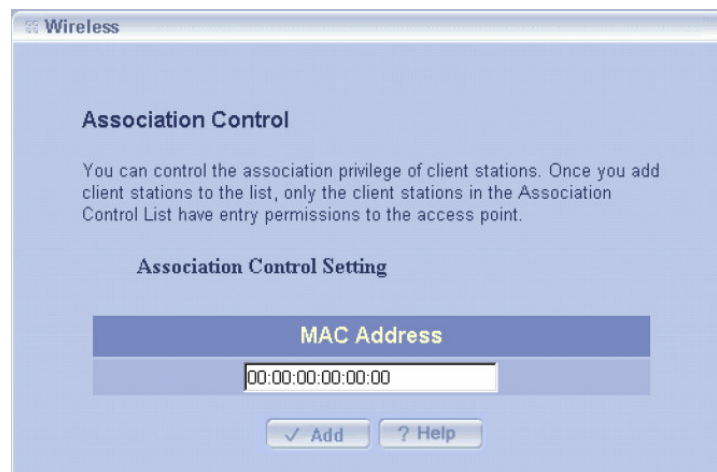 Wireless
Association Control
You can control the association privilege of client stations. Once you add
client stations to the list, only the client stations in the Association
Control List have entry permissions to the access point.
Association Control Setting
MAC Address
00:00:00:00:00:00
✓ Add ? Help